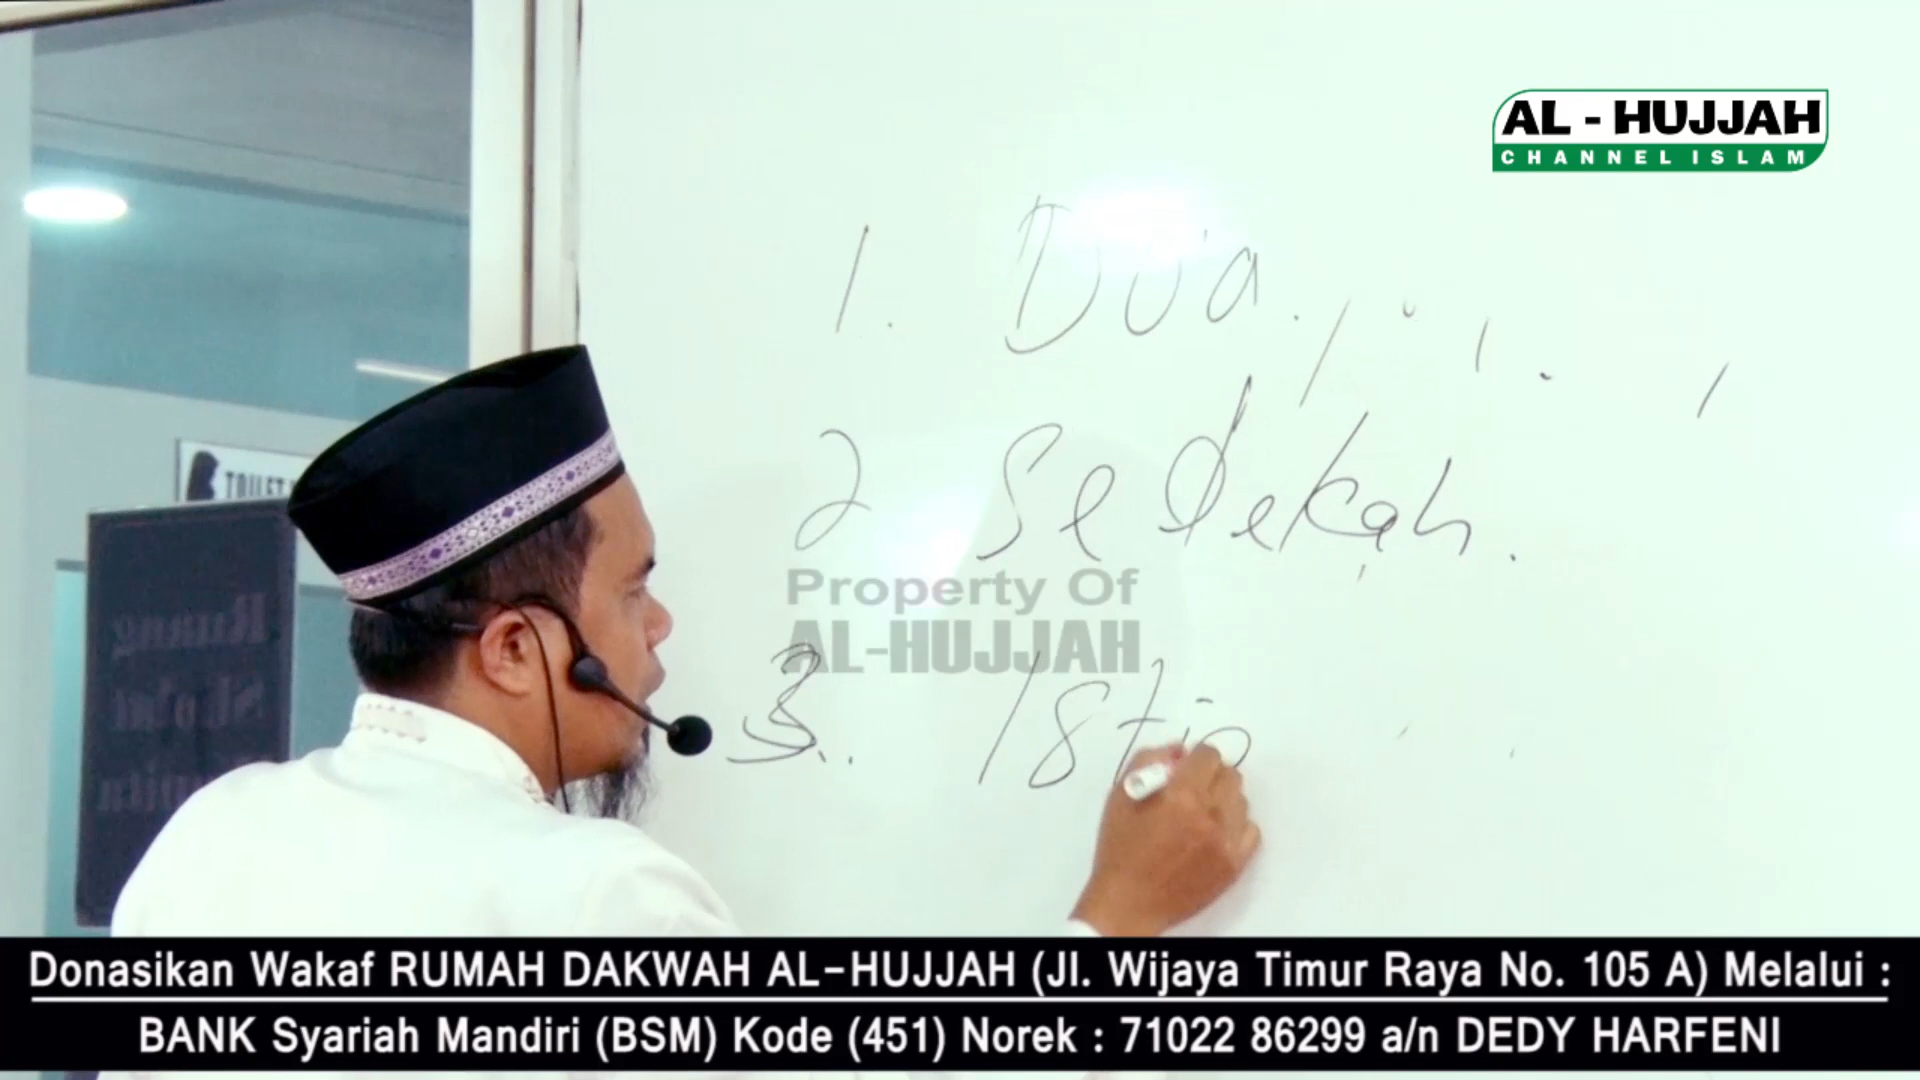 AL - HUJJAH
CHANNEL ISLAM
1. Doa.
2 Sedekah.
TOILET
Property Of
AL-HUJJAH
3. Istig
Ruang
Donasikan Wakaf RUMAH DAKWAH AL-HUJJAH (Jl. Wijaya Timur Raya No. 105 A) Melalui :
BANK Syariah Mandiri (BSM) Kode (451) Norek : 71022 86299 a/n DEDY HARFENI